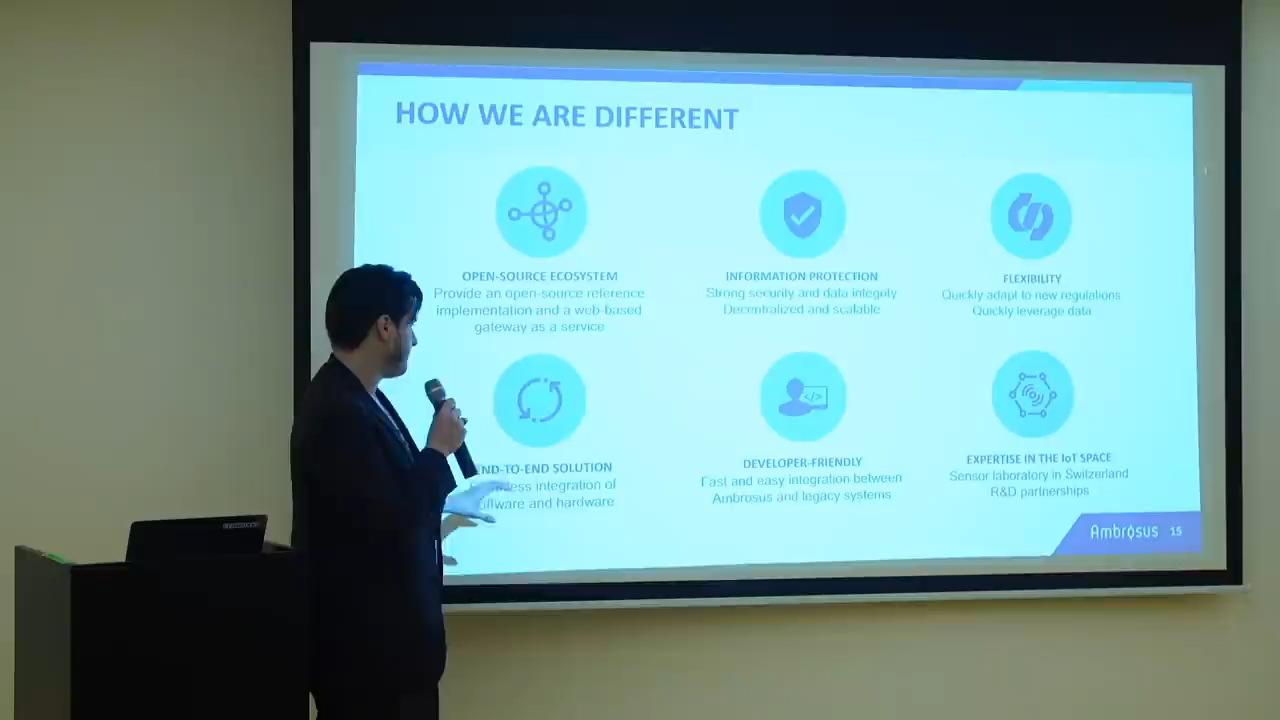 HOW WE ARE DIFFERENT
OPEN-SOURCE ECOSYSTEM
Provide an open-source reference
implementation and a web-based
gateway as a service
INFORMATION PROTECTION
Strong security and data integrity
Decentralized and scalable
FLEXIBILITY
Quickly adapt to new regulations
Quickly leverage data
END-TO-END SOLUTION
integration of
and hardware
DEVELOPER-FRIENDLY
</>
Fast and easy integration between
Ambrosus and legacy systems
EXPERTISE IN THE IoT SPACE
Sensor laboratory in Switzerland
R&D partnerships
Ambrosus 15